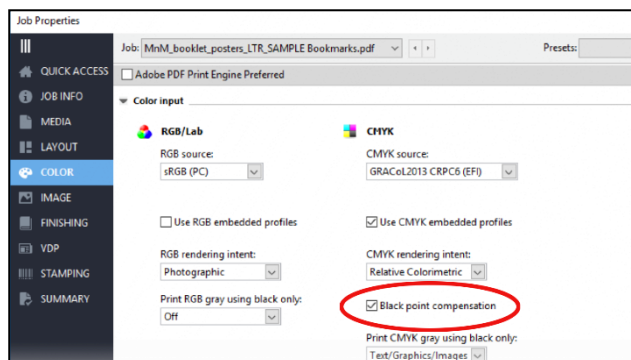 Job Properties
Job: MnM_booklet_posters_LTR_SAMPLE Bookmarks.pdf
Presets:
QUICK ACCESS
JOB INFO
MEDIA
LAYOUT
COLOR
IMAGE
FINISHING
VDP
STAMPING
SUMMARY
Adobe PDF Print Engine Preferred
Color input
RGB/Lab
RGB source:
sRGB (PC)
Use RGB embedded profiles
RGB rendering intent:
Photographic
Print RGB gray using black only:
Off
CMYK
CMYK source:
GRACoL2013 CRPC6 (EFI)
Use CMYK embedded profiles
CMYK rendering intent:
Relative Colorimetric
Black point compensation
Print CMYK gray using black only:
Text/Graphics/Images